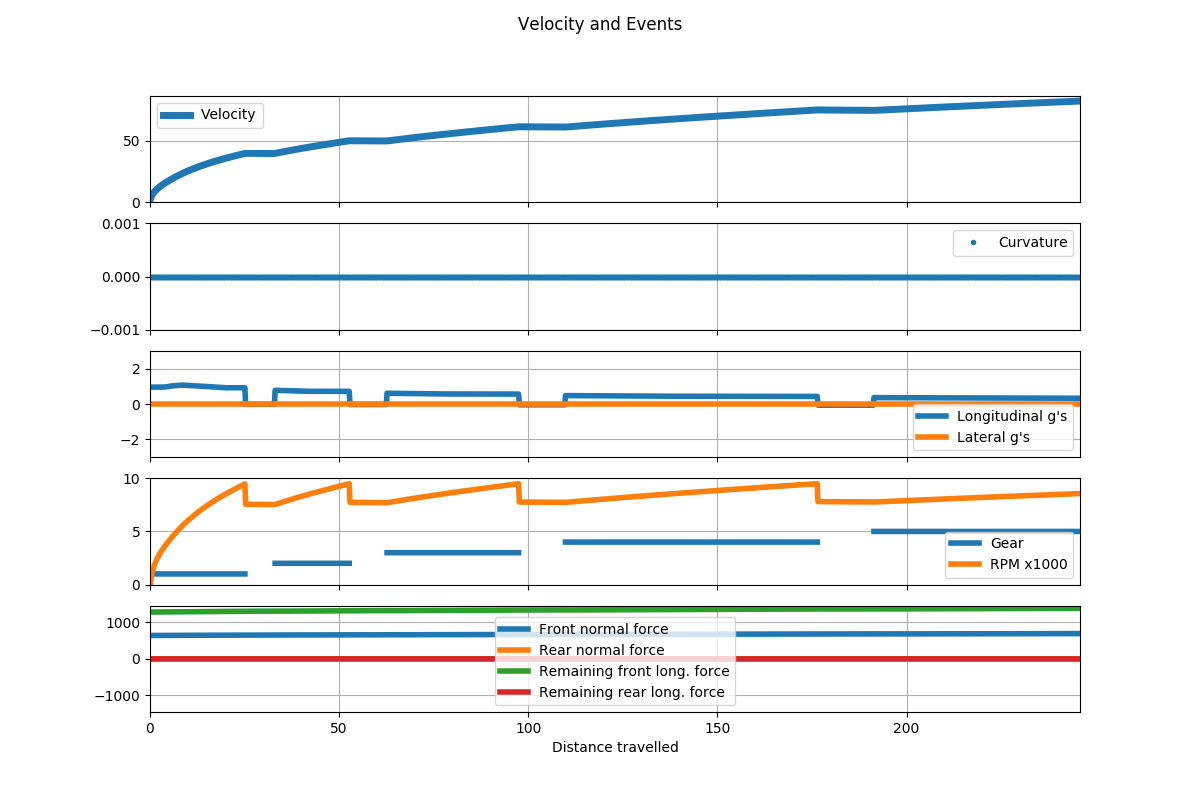 Velocity and Events
Velocity
50
0
0.001
0.000
−0.001
Curvature
2
0
−2
Longitudinal g's
Lateral g's
10
5
0
Gear
RPM x1000
1000
0
−1000
Front normal force
Rear normal force
Remaining front long. force
Remaining rear long. force
0 50 100 150 200
Distance travelled